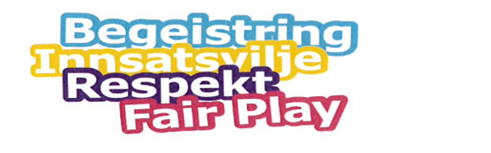 Begeistring
Innsatsvilje
Respekt
Fair Play